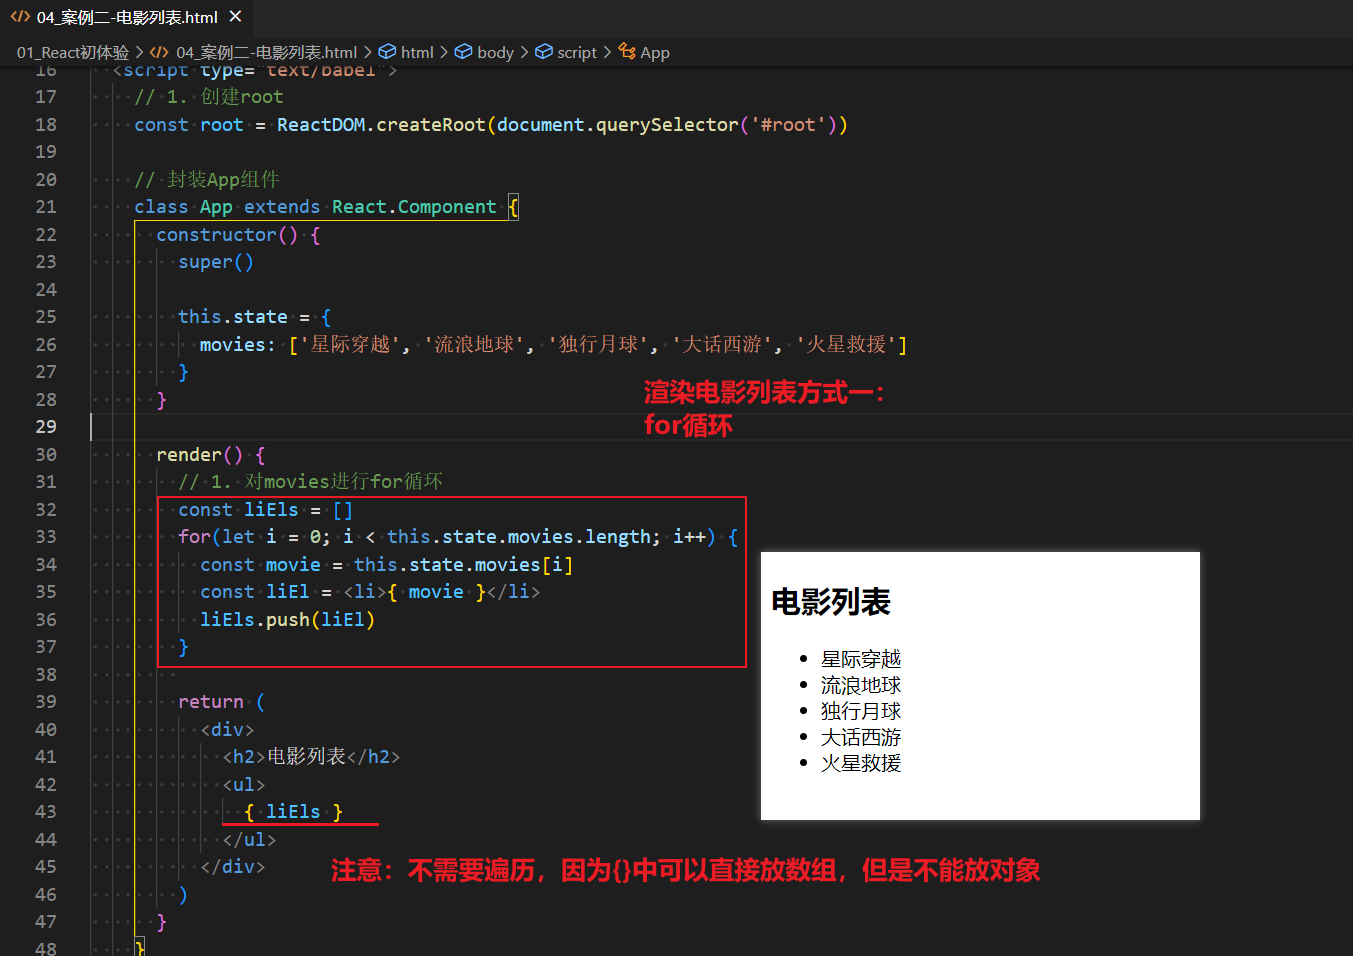 04_案例二-电影列表.html
01_React初体验 > 04_案例二-电影列表.html > html > body > script > App
16 <script type="text/babel">
17 // 1. 创建root
18 const root = ReactDOM.createRoot(document.querySelector('#root'))
19
20 // 封装App组件
21 class App extends React.Component {
22 constructor() {
23 super()
24
25 this.state = {
26 movies: ['星际穿越', '流浪地球', '独行月球', '大话西游', '火星救援']
27 }
28 }
渲染电影列表方式一：
for循环
29
30 render() {
31 // 1. 对movies进行for循环
32 const liEls = []
33 for(let i = 0; i < this.state.movies.length; i++) {
34 const movie = this.state.movies[i]
35 const liEl = <li>{ movie }</li>
36 liEls.push(liEl)
37 }
38
39 return (
40 <div>
41 <h2>电影列表</h2>
42 <ul>
43 { liEls }
44 </ul>
45 </div>
46 )
47 }
48 }
电影列表
• 星际穿越
• 流浪地球
• 独行月球
• 大话西游
• 火星救援
注意：不需要遍历，因为{}中可以直接放数组，但是不能放对象